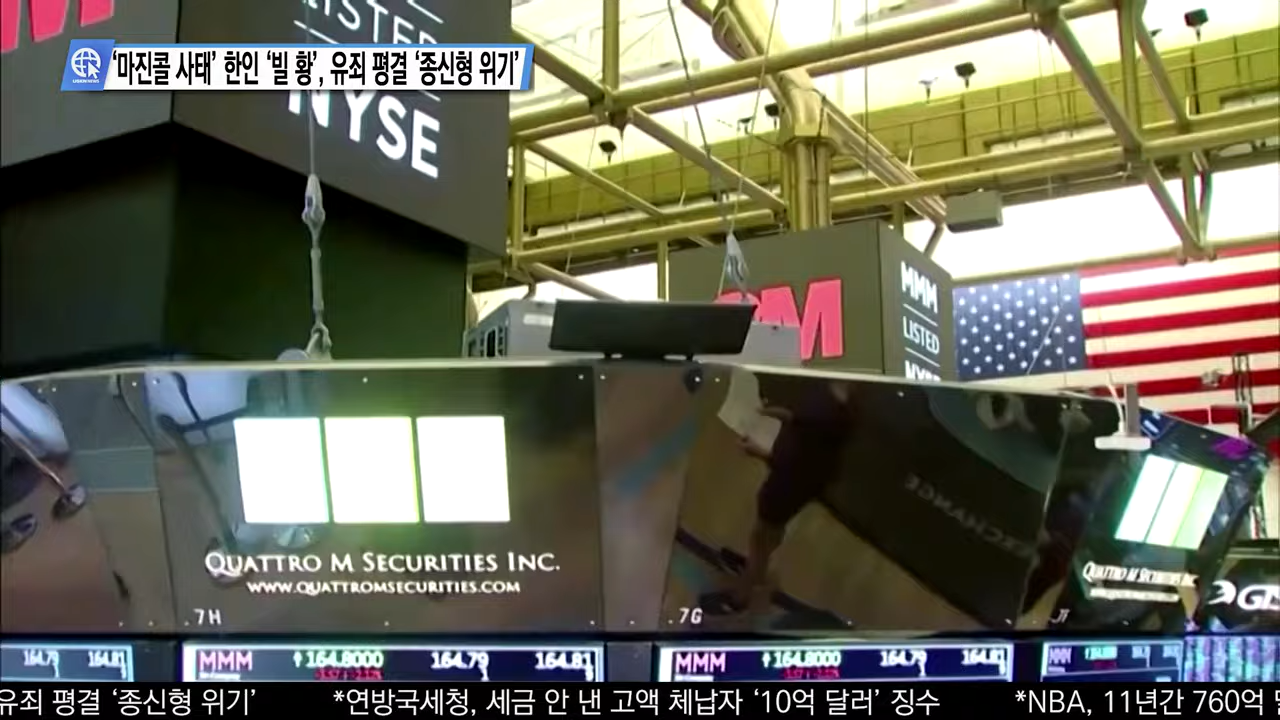 ‘마진콜 사태’ 한인 ‘빌 황’, 유죄 평결 ‘종신형 위기’
LISTED
NYSE
3M
MMM
LISTED
NYSE
QUATTRO M SECURITIES INC.
WWW.QUATTROMSECURITIES.COM
QUATTRO M SECURITIES INC.
7H
7G
164.79 164.81
MMM 164.8000 164.79 164.81
MMM 164.8000 164.79 164.81
MMM
유죄 평결 ‘종신형 위기’ *연방국세청, 세금 안 낸 고액 체납자 ‘10억 달러’ 징수 *NBA, 11년간 760억